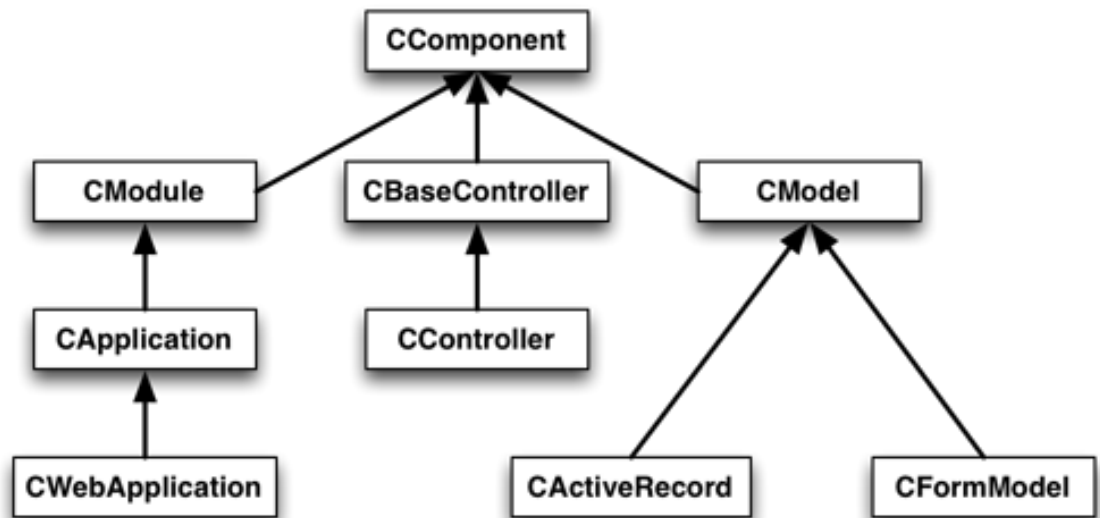 CComponent
CModule
CBaseController
CModel
CApplication
CController
CWebApplication
CActiveRecord
CFormModel